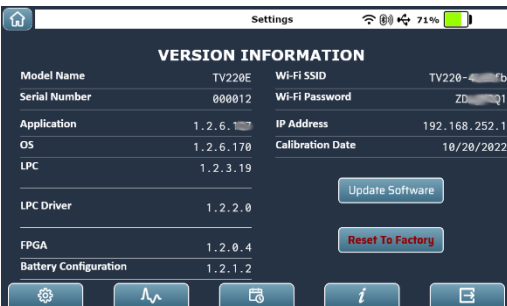 Settings
71%
VERSION INFORMATION
Model Name TV220E
Serial Number 000012
Application 1.2.6.
OS 1.2.6.170
LPC 1.2.3.19
LPC Driver 1.2.2.0
FPGA 1.2.0.4
Battery Configuration 1.2.1.2
Wi-Fi SSID
Wi-Fi Password
IP Address 192.168.252.1
Calibration Date 10/20/2022
Update Software
Reset To Factory
i